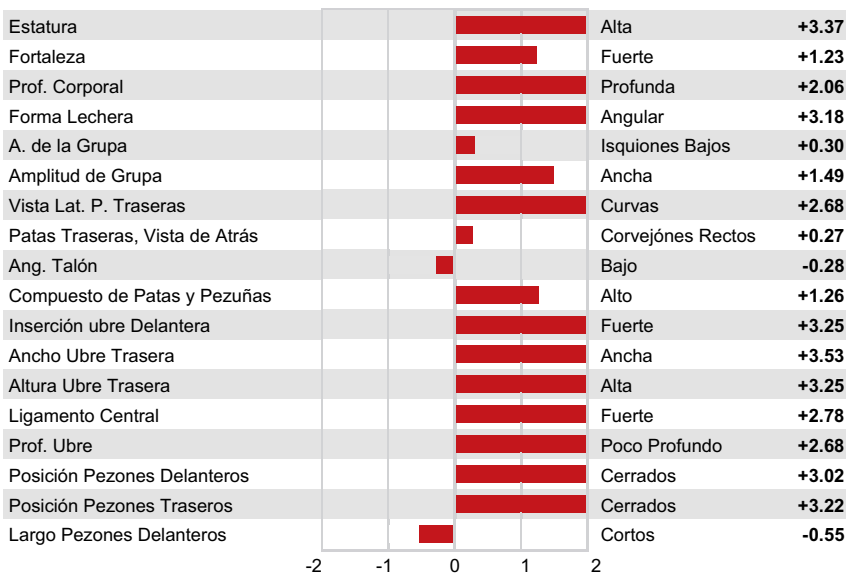 Estatura Alta +3.37
Fortaleza Fuerte +1.23
Prof. Corporal Profunda +2.06
Forma Lechera Angular +3.18
A. de la Grupa Isquiones Bajos +0.30
Amplitud de Grupa Ancha +1.49
Vista Lat. P. Traseras Curvas +2.68
Patas Traseras, Vista de Atrás Corvejónes Rectos +0.27
Ang. Talón Bajo -0.28
Compuesto de Patas y Pezuñas Alto +1.26
Inserción ubre Delantera Fuerte +3.25
Ancho Ubre Trasera Ancha +3.53
Altura Ubre Trasera Alta +3.25
Ligamento Central Fuerte +2.78
Prof. Ubre Poco Profundo +2.68
Posición Pezones Delanteros Cerrados +3.02
Posición Pezones Traseros Cerrados +3.22
Largo Pezones Delanteros Cortos -0.55
-2 -1 0 1 2